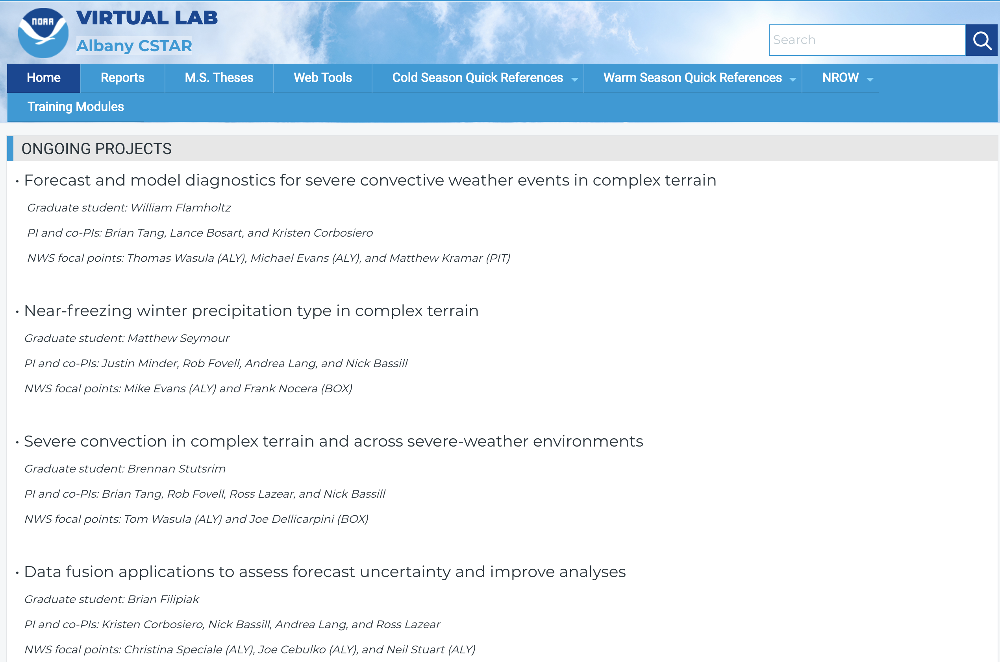 NOAA
VIRTUAL LAB
Albany CSTAR
Search
Home Reports M.S. Theses Web Tools Cold Season Quick References Warm Season Quick References NROW
Training Modules
ONGOING PROJECTS
• Forecast and model diagnostics for severe convective weather events in complex terrain
Graduate student: William Flamholtz
PI and co-PIs: Brian Tang, Lance Bosart, and Kristen Corbosiero
NWS focal points: Thomas Wasula (ALY), Michael Evans (ALY), and Matthew Kramar (PIT)
• Near-freezing winter precipitation type in complex terrain
Graduate student: Matthew Seymour
PI and co-PIs: Justin Minder, Rob Fovell, Andrea Lang, and Nick Bassill
NWS focal points: Mike Evans (ALY) and Frank Nocera (BOX)
• Severe convection in complex terrain and across severe-weather environments
Graduate student: Brennan Stutsrim
PI and co-PIs: Brian Tang, Rob Fovell, Ross Lazear, and Nick Bassill
NWS focal points: Tom Wasula (ALY) and Joe Dellicarpini (BOX)
• Data fusion applications to assess forecast uncertainty and improve analyses
Graduate student: Brian Filipiak
PI and co-PIs: Kristen Corbosiero, Nick Bassill, Andrea Lang, and Ross Lazear
NWS focal points: Christina Speciale (ALY), Joe Cebulko (ALY), and Neil Stuart (ALY)